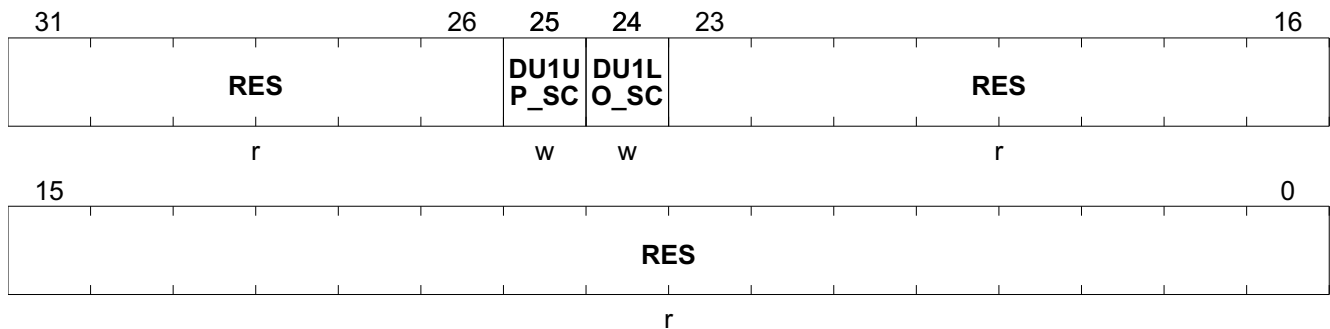 31 26 25 24 23 16
RES DU1U DU1L RES
P_SC O_SC
r w w r
15 0
RES
r